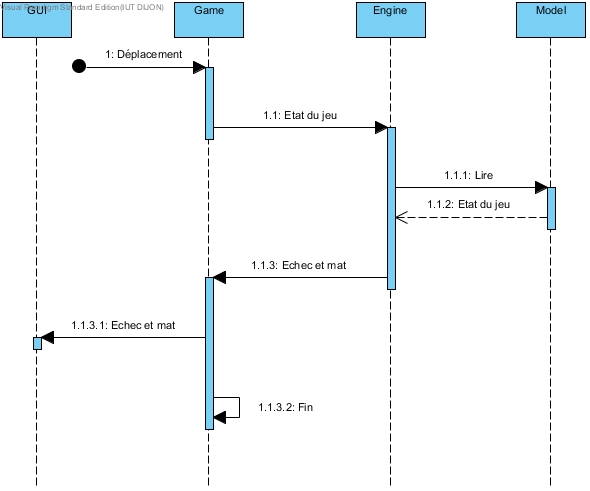 Visual Paradigm Standard Edition(IUT DIJON)
GUI
Game
Engine
Model
1: Déplacement
1.1: Etat du jeu
1.1.1: Lire
1.1.2: Etat du jeu
1.1.3: Echec et mat
1.1.3.1: Echec et mat
1.1.3.2: Fin